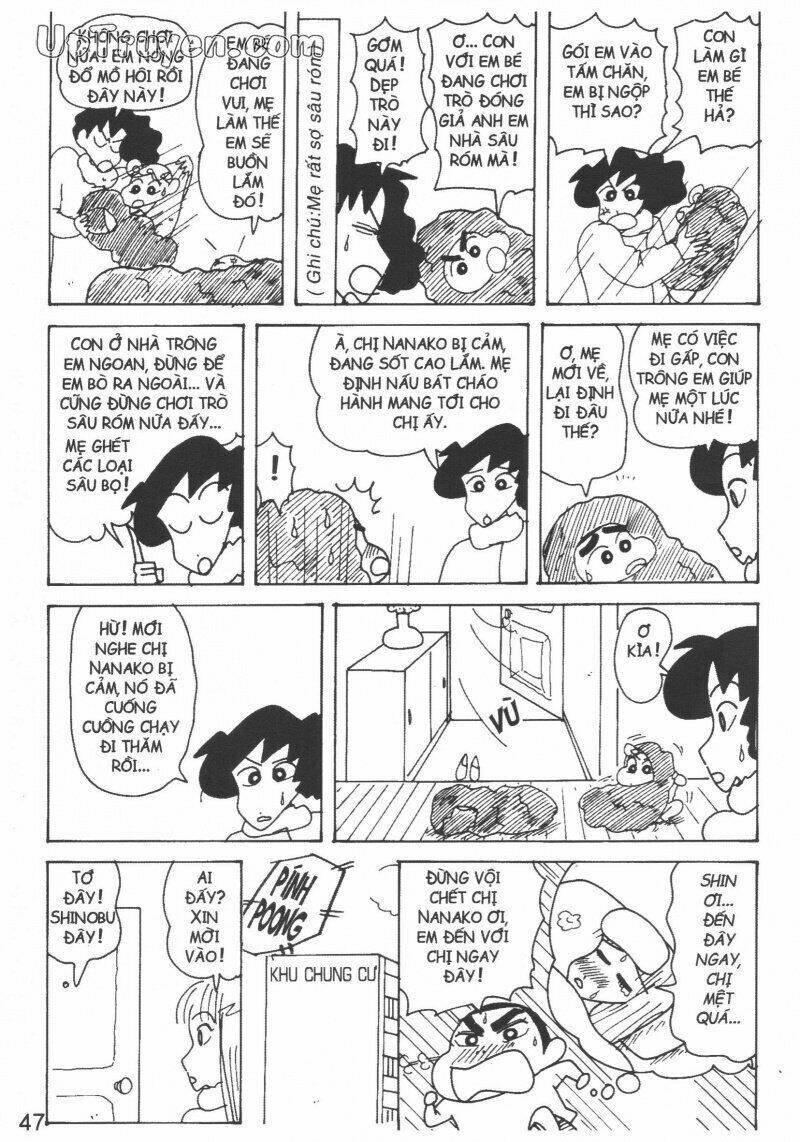 UpTruyen.com
CON
LÀM GÌ
EM BÉ
THẾ
HẢ?
GÓI EM VÀO
TẤM CHĂN,
EM BỊ NGỘP
THÌ SAO?
Ơ... CON
VỚI EM BÉ
ĐANG CHƠI
TRÒ ĐÓNG
GIẢ ANH EM
NHÀ SÂU
RÓM MÀ!
GỚM
QUÁ!
DẸP
TRÒ
NÀY
ĐI!
(Ghi chú:Mẹ rất sợ sâu róm)
EM BÉ
ĐANG
CHƠI
VUI, MẸ
LÀM THẾ
EM SẼ
BUỒN
LẮM
ĐÓ!
KHÔNG CHƠI
NỮA! EM NÓNG
ĐỔ MỒ HÔI RỒI
ĐÂY NÀY!
MẸ CÓ VIỆC
ĐI GẤP, CON
TRÔNG EM GIÚP
MẸ MỘT LÚC
NỮA NHÉ!
Ơ, MẸ
MỚI VỀ,
LẠI ĐỊNH
ĐI ĐÂU
THẾ?
À, CHỊ NANAKO BỊ CẢM,
ĐANG SỐT CAO LẮM. MẸ
ĐỊNH NẤU BÁT CHÁO
HÀNH MANG TỚI CHO
CHỊ ẤY.
!
CON Ở NHÀ TRÔNG
EM NGOAN, ĐỪNG ĐỂ
EM BÒ RA NGOÀI... VÀ
CŨNG ĐỪNG CHƠI TRÒ
SÂU RÓM NỮA ĐẤY...
MẸ GHÉT
CÁC LOẠI
SÂU BỌ!
Ơ
KÌA!
VÙ
HỪ! MỚI
NGHE CHỊ
NANAKO BỊ
CẢM, NÓ ĐÃ
CUỐNG
CUỒNG CHẠY
ĐI THĂM
RỒI...
SHIN
ƠI...
ĐẾN
ĐÂY
NGAY,
CHỊ
MỆT
QUÁ...
ĐỪNG VỘI
CHẾT CHỊ
NANAKO ƠI,
EM ĐẾN VỚI
CHỊ NGAY
ĐÂY!
PÍNH
POONG
KHU CHUNG CƯ
AI
ĐẤY?
XIN
MỜI
VÀO!
TỚ
ĐÂY!
SHINOBU
ĐÂY!
47